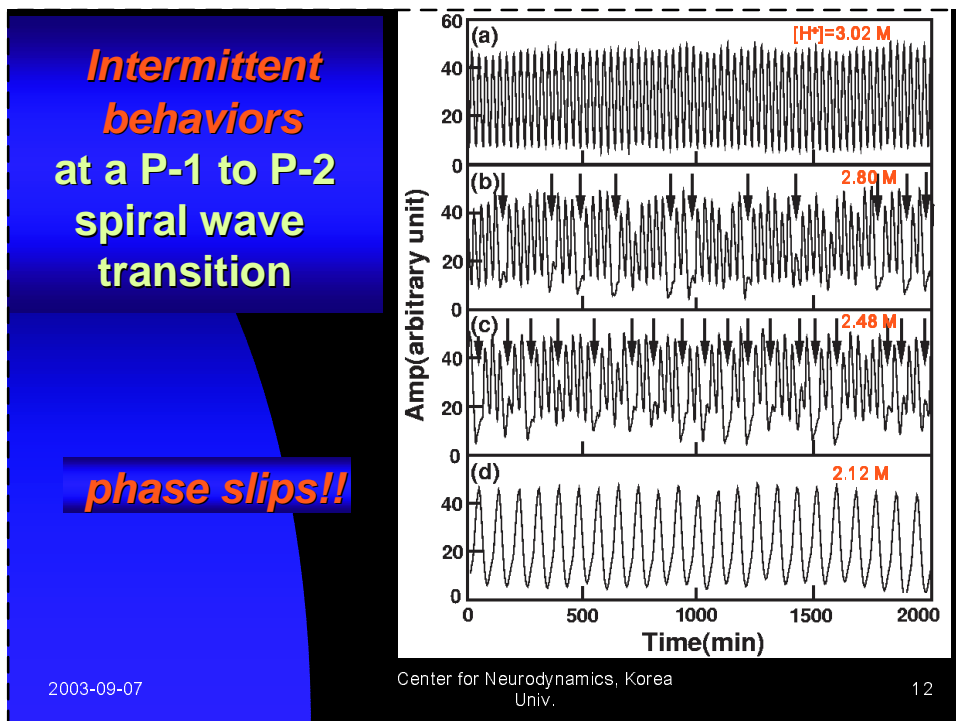 Intermittent
behaviors
at a P-1 to P-2
spiral wave
transition
phase slips!!
Amp(arbitrary unit)
(a)
[H+]=3.02 M
60
40
20
0
(b)
2.80 M
40
20
0
(c)
2.48 M
40
20
0
(d)
2.12 M
40
20
0
0 500 1000 1500 2000
Time(min)
2003-09-07
Center for Neurodynamics, Korea
Univ.
12